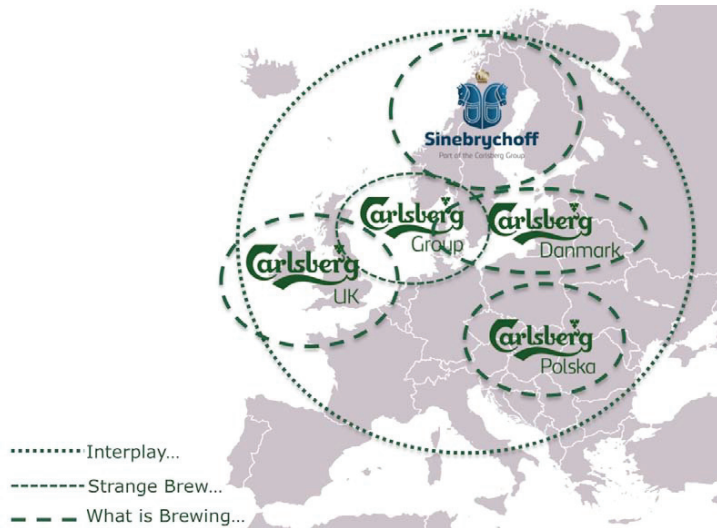 Sinebrychoff
Part of the Carlsberg Group
Carlsberg
Group
Carlsberg
Danmark
Carlsberg
UK
Carlsberg
Polska
Interplay...
Strange Brew...
What is Brewing...